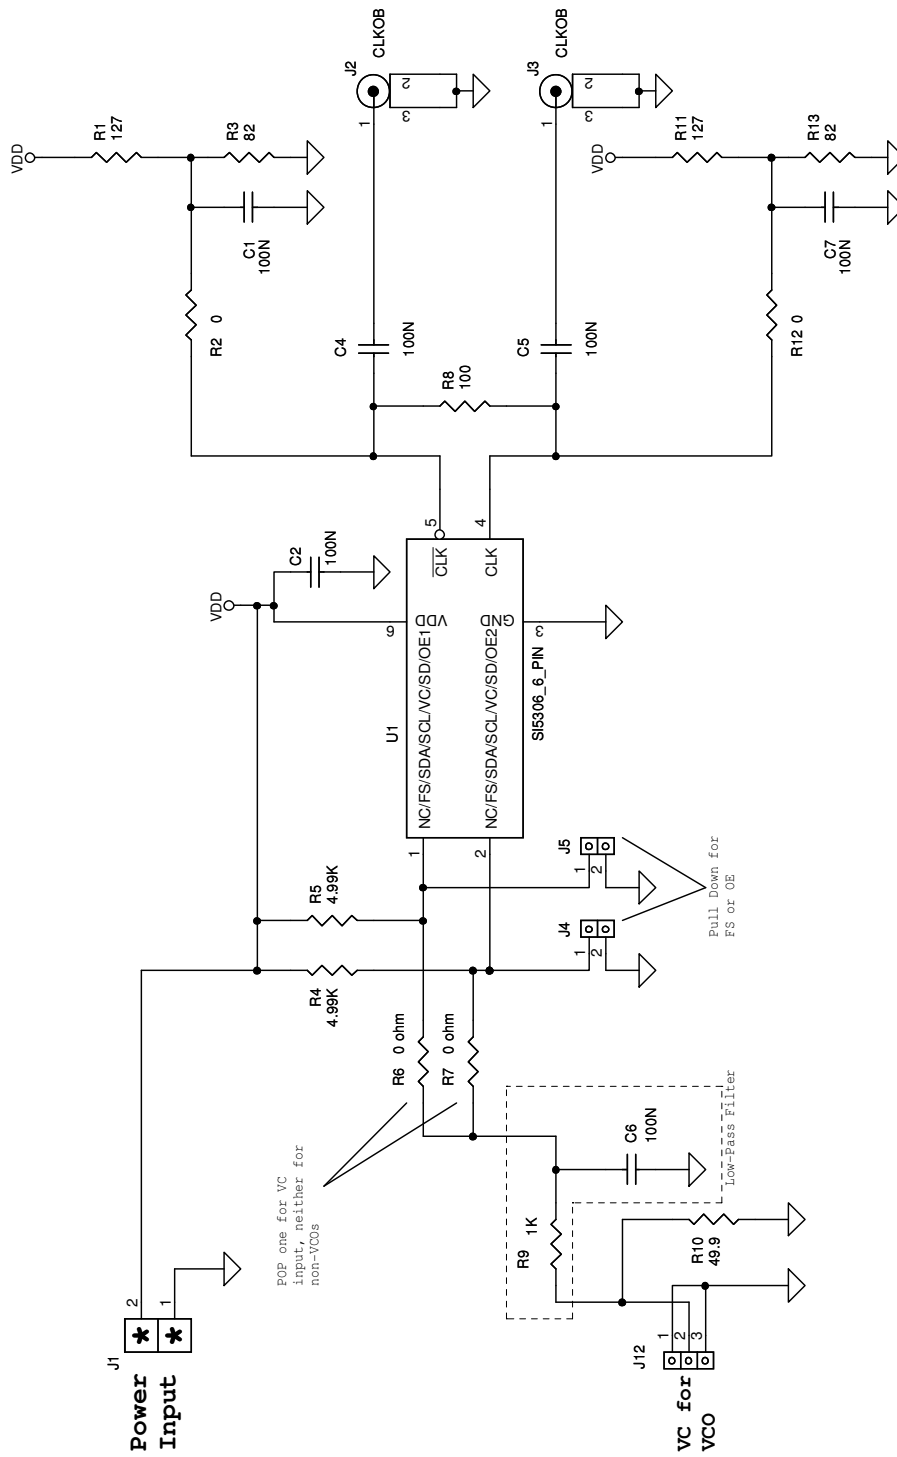 VDD
R1
127
R3
82
C1
100N
R2 0
J2
CLKOB
1
2
3
C4
100N
R8
100
J3
CLKOB
1
2
3
C5
100N
VDD
R11
127
R13
82
C7
100N
R12 0
VDD
C2
100N
6
5
4
3
VDD
CLK
CLK
GND
U1
NC/FS/SDA/SCL/VC/SD/OE1
NC/FS/SDA/SCL/VC/SD/OE2
SI5306_6_PIN
1
2
R5
4.99K
R4
4.99K
J5
1
2
J4
1
2
Pull Down for
FS or OE
R6 0 ohm
R7 0 ohm
POP one for VC
input, neither for
non-VCOs
C6
100N
Low-Pass Filter
R9 1K
R10
49.9
J1
2
1
*
*
Power
Input
J12
1
2
3
VC for
VCO